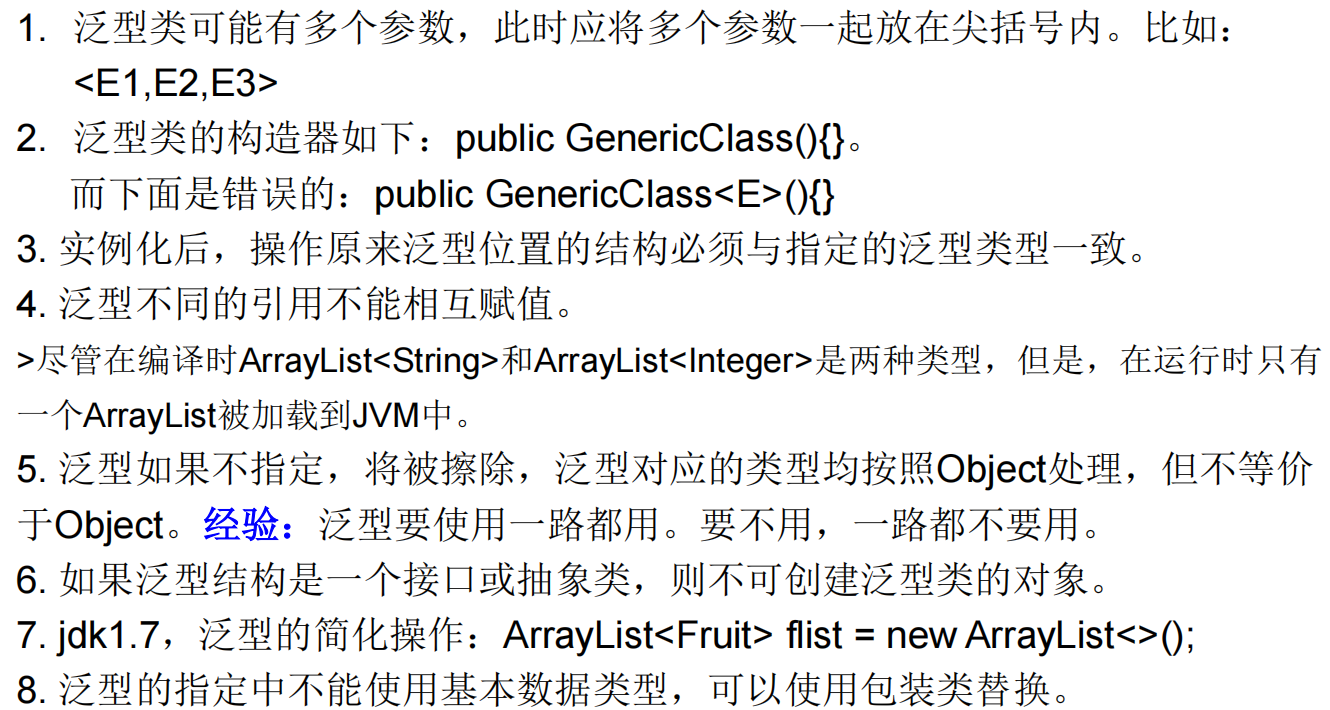 1. 泛型类可能有多个参数，此时应将多个参数一起放在尖括号内。比如：
<E1,E2,E3>
2. 泛型类的构造器如下：public GenericClass(){}。
而下面是错误的：public GenericClass<E>(){}
3. 实例化后，操作原来泛型位置的结构必须与指定的泛型类型一致。
4. 泛型不同的引用不能相互赋值。
>尽管在编译时ArrayList<String>和ArrayList<Integer>是两种类型，但是，在运行时只有
一个ArrayList被加载到JVM中。
5. 泛型如果不指定，将被擦除，泛型对应的类型均按照Object处理，但不等价
于Object。经验：泛型要使用一路都用。要不用，一路都不要用。
6. 如果泛型结构是一个接口或抽象类，则不可创建泛型类的对象。
7. jdk1.7，泛型的简化操作：ArrayList<Fruit> flist = new ArrayList<>();
8. 泛型的指定中不能使用基本数据类型，可以使用包装类替换。